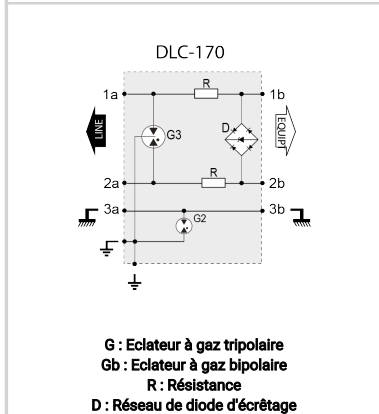 DLC-170
R
1a
1b
LINE
G3
D
EQUIPT
R
2a
2b
3a
3b
G2
G : Eclateur à gaz tripolaire
Gb : Eclateur à gaz bipolaire
R : Résistance
D : Réseau de diode d'écrêtage